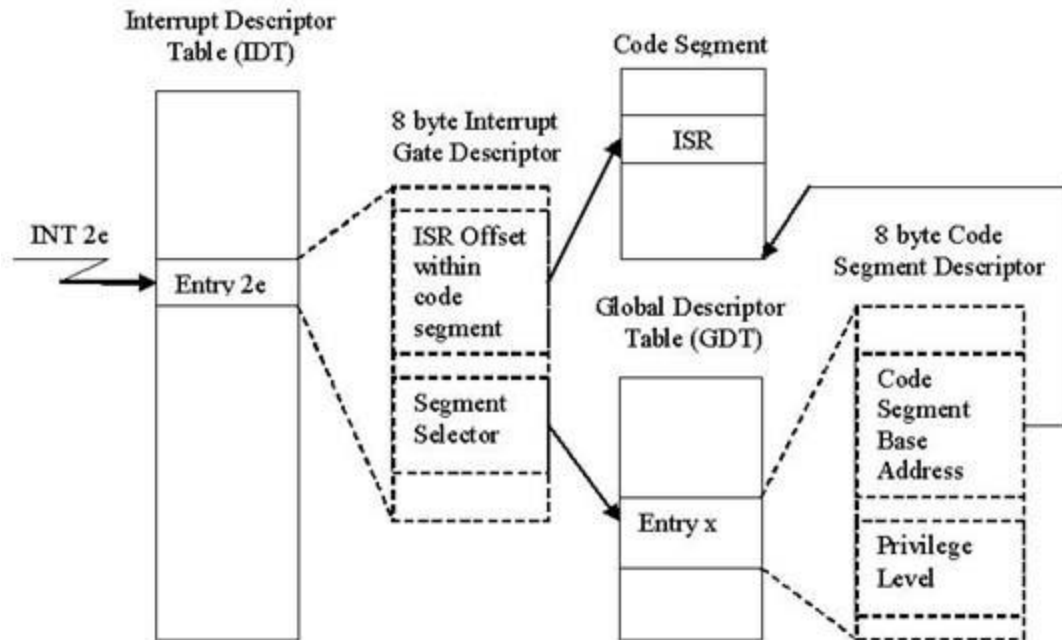 Interrupt Descriptor
Table (IDT)
Code Segment
8 byte Interrupt
Gate Descriptor
ISR
INT 2e
Entry 2e
ISR Offset
within
code
segment
8 byte Code
Segment Descriptor
Global Descriptor
Table (GDT)
Segment
Selector
Code
Segment
Base
Address
Entry x
Privilege
Level